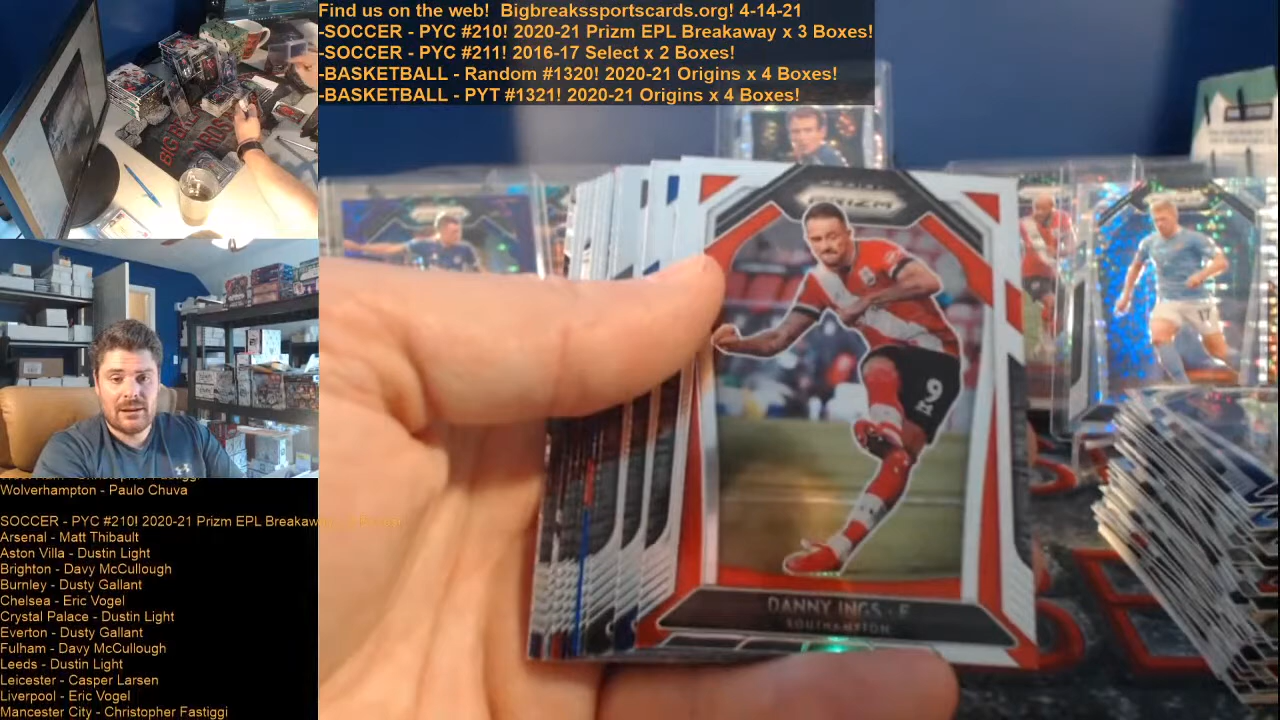 Find us on the web! Bigbreakssportscards.org! 4-14-21
-SOCCER - PYC #210! 2020-21 Prizm EPL Breakaway x 3 Boxes!
-SOCCER - PYC #211! 2016-17 Select x 2 Boxes!
-BASKETBALL - Random #1320! 2020-21 Origins x 4 Boxes!
-BASKETBALL - PYT #1321! 2020-21 Origins x 4 Boxes!
PRIZM
9
DANNY INGS - F
SOUTHAMPTON
17
Wolverhampton - Paulo Chuva
SOCCER - PYC #210! 2020-21 Prizm EPL Breakaway
Arsenal - Matt Thibault
Aston Villa - Dustin Light
Brighton - Davy McCullough
Burnley - Dusty Gallant
Chelsea - Eric Vogel
Crystal Palace - Dustin Light
Everton - Dusty Gallant
Fulham - Davy McCullough
Leeds - Dustin Light
Leicester - Casper Larsen
Liverpool - Eric Vogel
Mancester City - Christopher Fastiggi